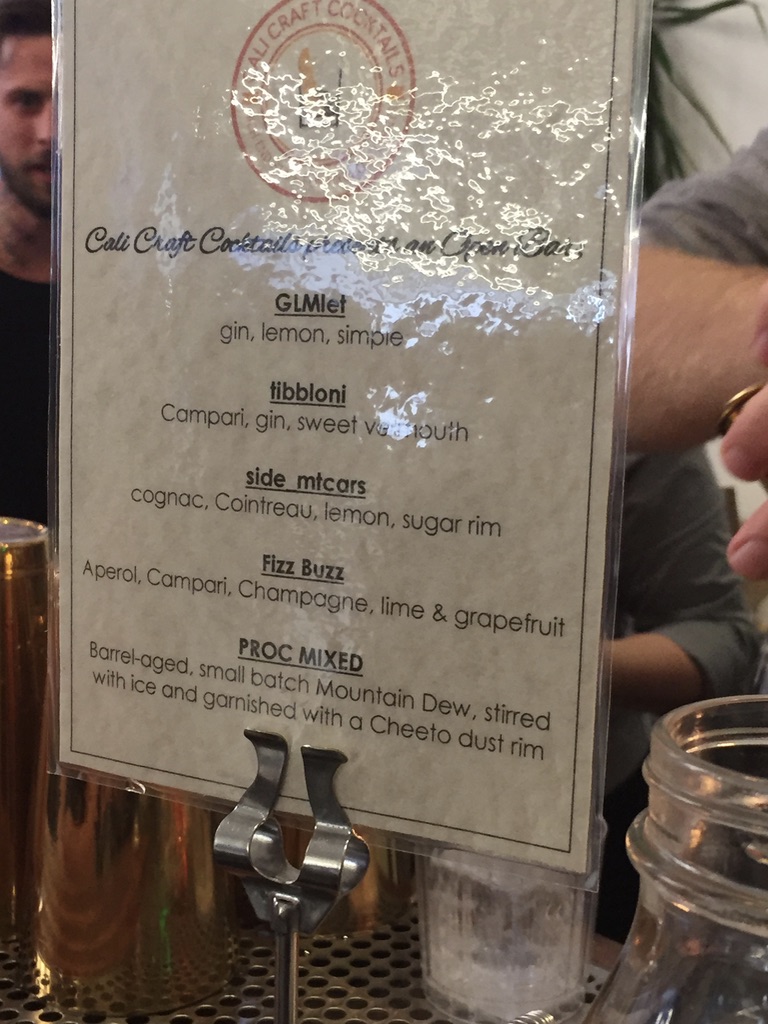 CALI CRAFT COCKTAILS
Cali Craft Cocktails presents an Open Bar
GLMlet
gin, lemon, simple
tibbloni
Campari, gin, sweet vermouth
side_mtcars
cognac, Cointreau, lemon, sugar rim
Fizz Buzz
Aperol, Campari, Champagne, lime & grapefruit
PROC MIXED
Barrel-aged, small batch Mountain Dew, stirred
with ice and garnished with a Cheeto dust rim